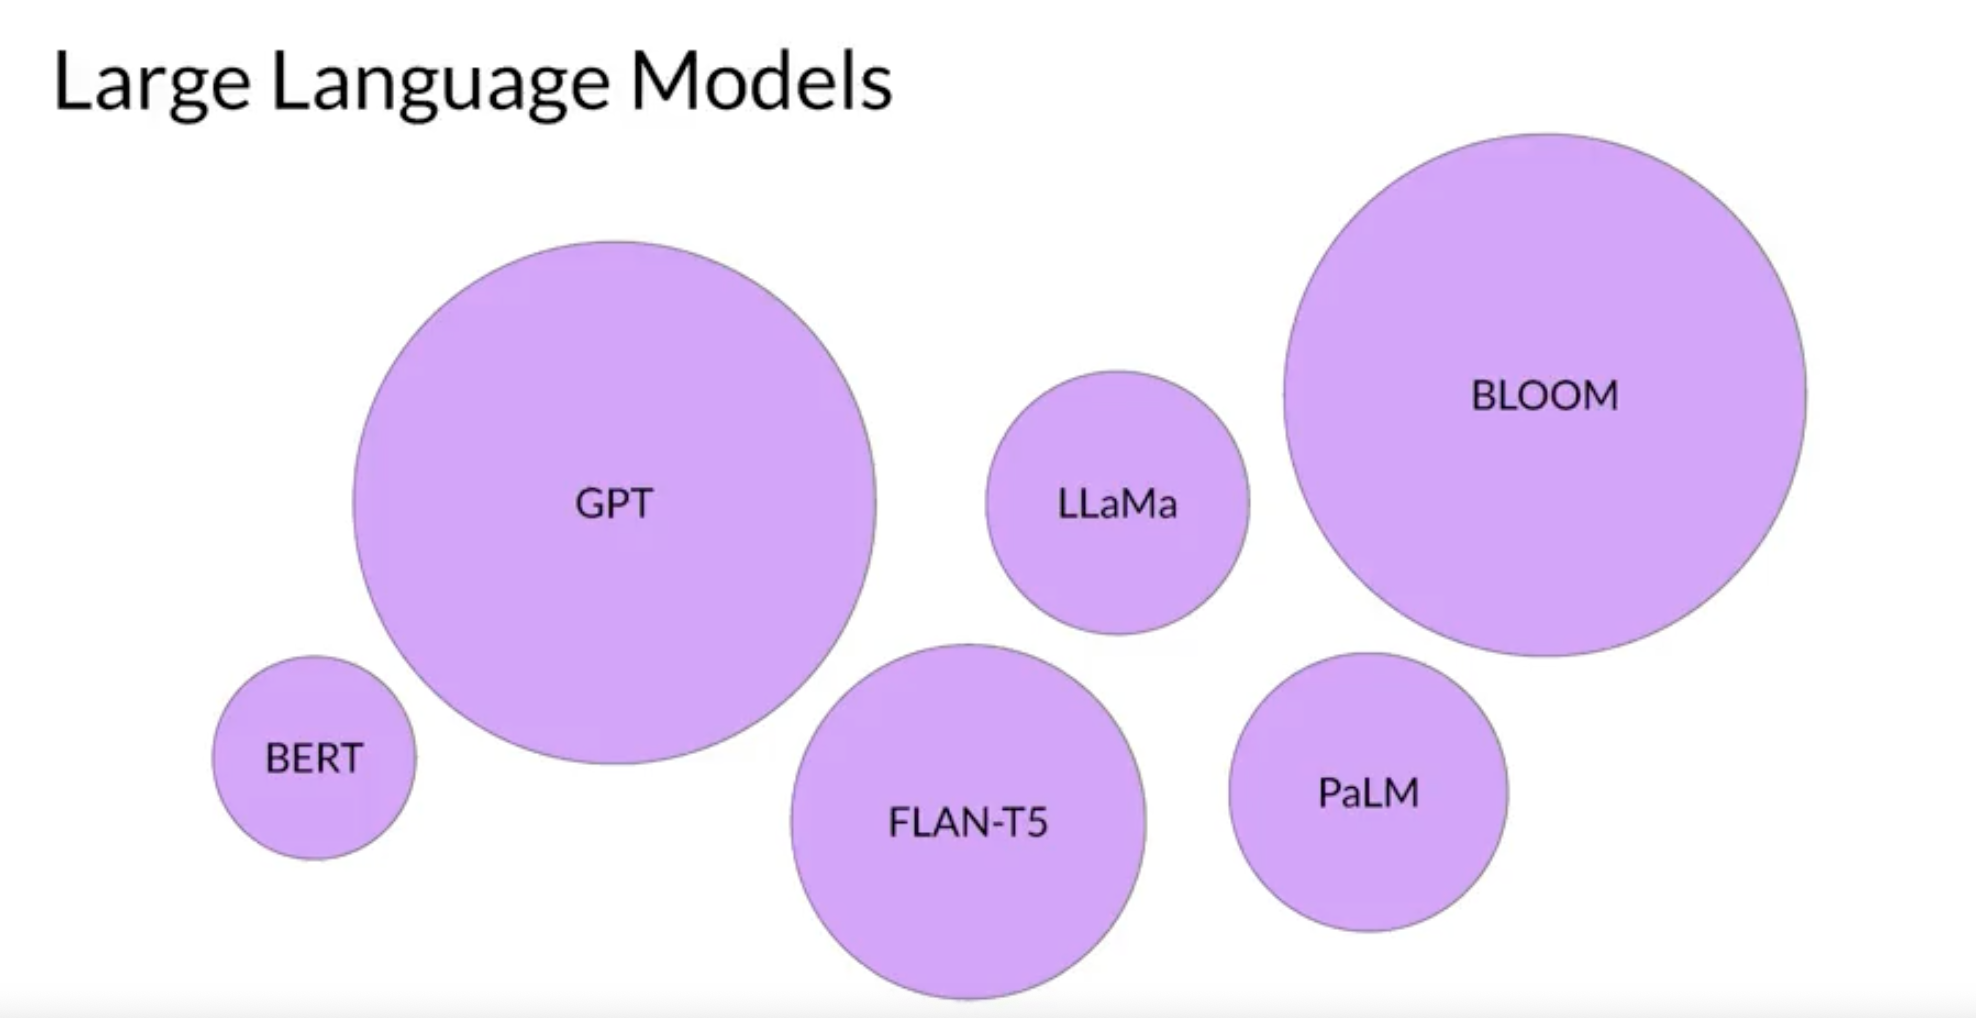 Large Language Models
BLOOM
GPT
LLaMa
BERT
FLAN-T5
PaLM